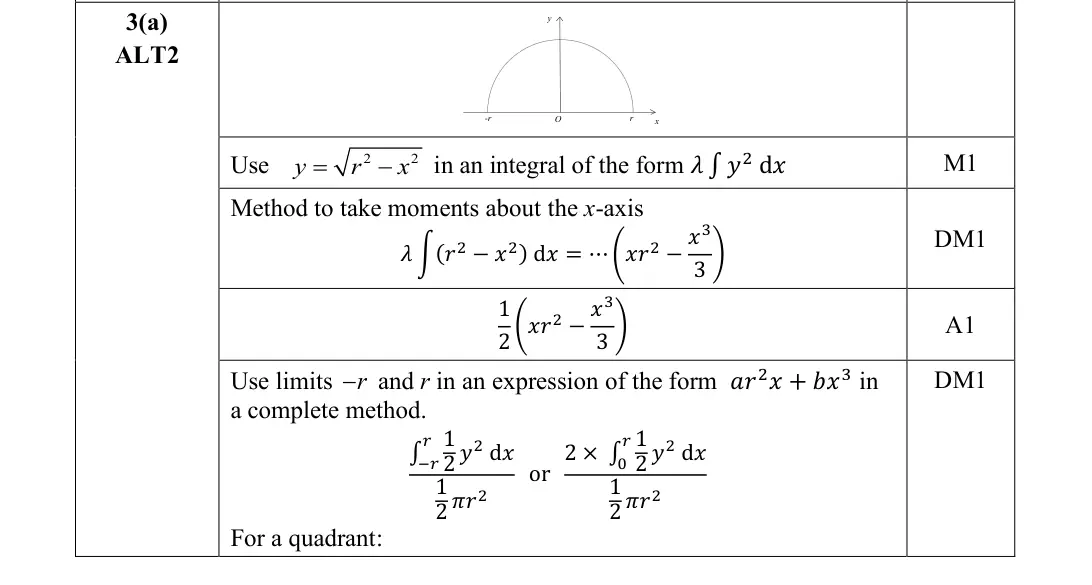 3(a)
ALT2
y
-r O r x
Use y = √(r² – x²) in an integral of the form λ ∫ y² dx M1
Method to take moments about the x-axis
λ ∫ (r² − x²) dx = ⋯ (xr² − x³/3) DM1
1/2 (xr² − x³/3) A1
Use limits −r and r in an expression of the form ar²x + bx³ in DM1
a complete method.
∫₋ᵣʳ 1/2 y² dx / 1/2 πr² or 2 × ∫₀ʳ 1/2 y² dx / 1/2 πr²
For a quadrant: